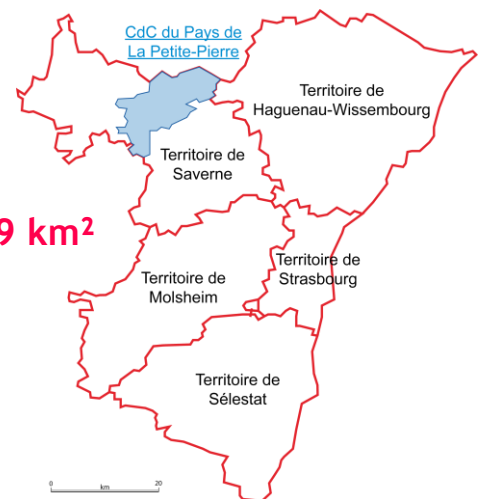 CdC du Pays de
La Petite-Pierre
Territoire de
Haguenau-Wissembourg
Territoire de
Saverne
9 km²
Territoire de
Strasbourg
Territoire de
Molsheim
Territoire de
Sélestat
0 km 20